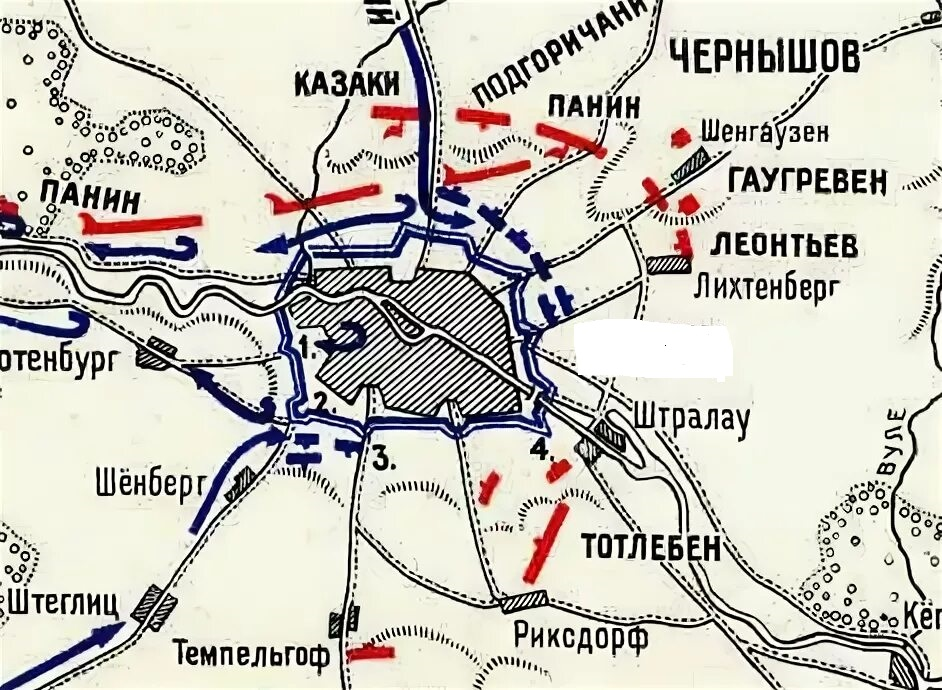 ЧЕРНЫШОВ
КАЗАКИ
ПОДГОРИЧАНИ
ПАНИН
Шенгаузен
ПАНИН
ГАУГРЕВЕН
ЛЕОНТЬЕВ
Лихтенберг
1.
отенбург
2.
Штралау
3.
4.
ВУЛЕ
Шёнберг
ТОТЛЕБЕН
Штеглиц
Риксдорф
Темпельгоф
Кёп